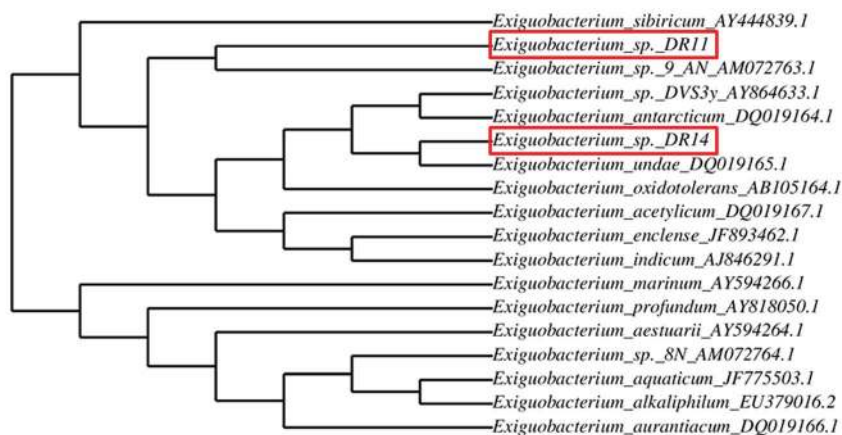 Exiguobacterium_sibiricum_AY444839.1
Exiguobacterium_sp._DR11
Exiguobacterium_sp._9_AN_AM072763.1
Exiguobacterium_sp._DVS3y_AY864633.1
Exiguobacterium_antarcticum_DQ019164.1
Exiguobacterium_sp._DR14
Exiguobacterium_undae_DQ019165.1
Exiguobacterium_oxidotolerans_AB105164.1
Exiguobacterium_acetylicum_DQ019167.1
Exiguobacterium_enclense_JF893462.1
Exiguobacterium_indicum_AJ846291.1
Exiguobacterium_marinum_AY594266.1
Exiguobacterium_profundum_AY818050.1
Exiguobacterium_aestuarii_AY594264.1
Exiguobacterium_sp._8N_AM072764.1
Exiguobacterium_aquaticum_JF775503.1
Exiguobacterium_alkaliphilum_EU379016.2
Exiguobacterium_aurantiacum_DQ019166.1